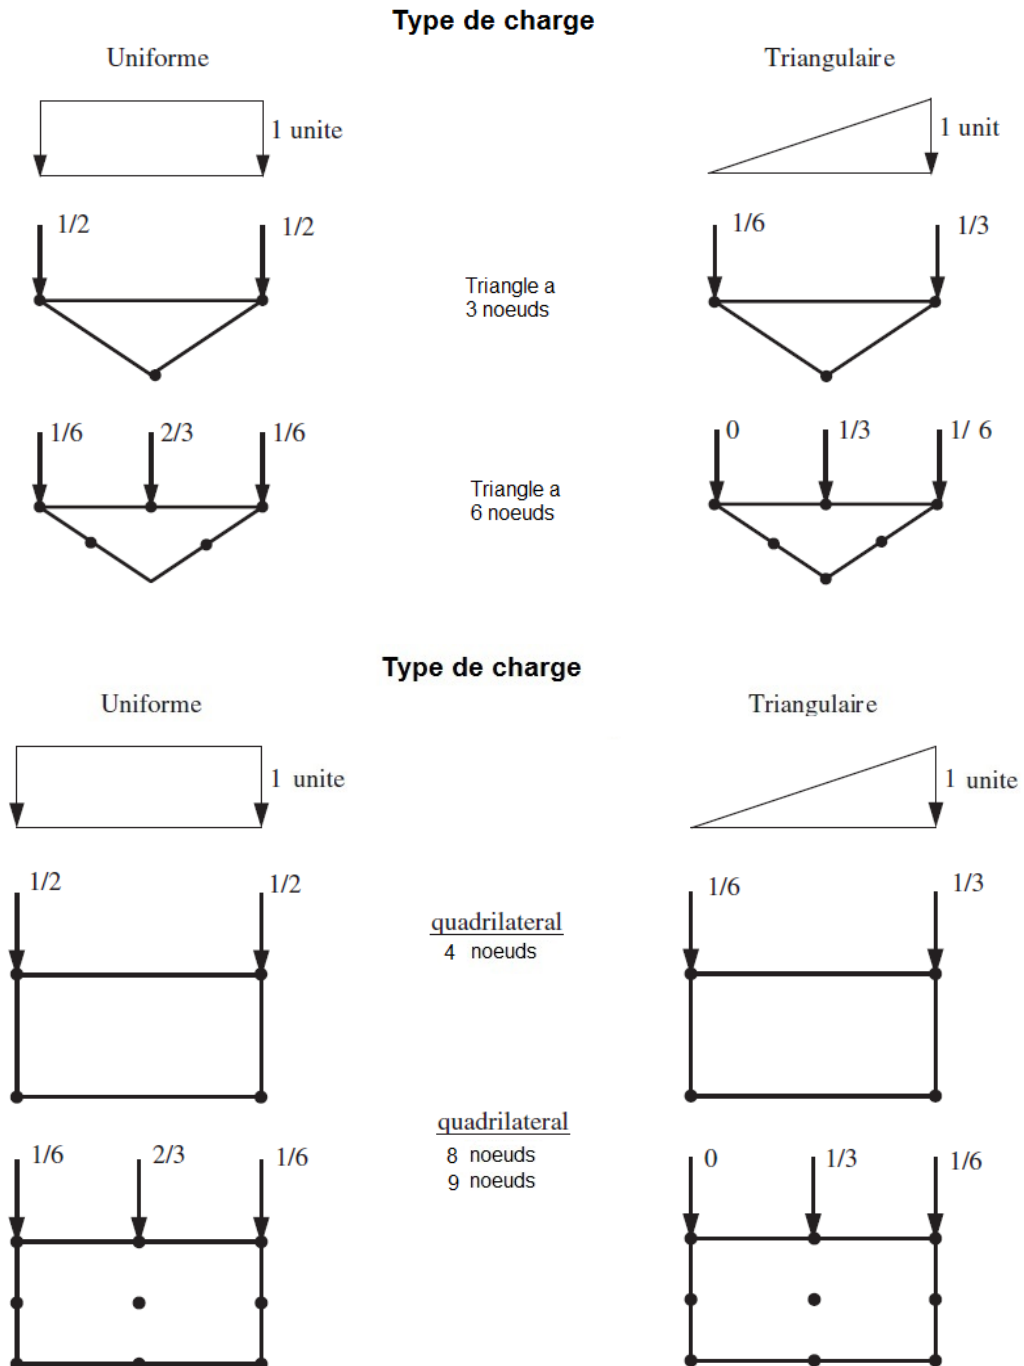 Type de charge
Uniforme
Triangulaire
1 unite
1 unit
1/2
1/2
1/6
1/3
Triangle a
3 noeuds
1/6
2/3
1/6
0
1/3
1/ 6
Triangle a
6 noeuds
Type de charge
Uniforme
Triangulaire
1 unite
1 unite
1/2
1/2
1/6
1/3
quadrilateral
4 noeuds
quadrilateral
8 noeuds
9 noeuds
1/6
2/3
1/6
0
1/3
1/6